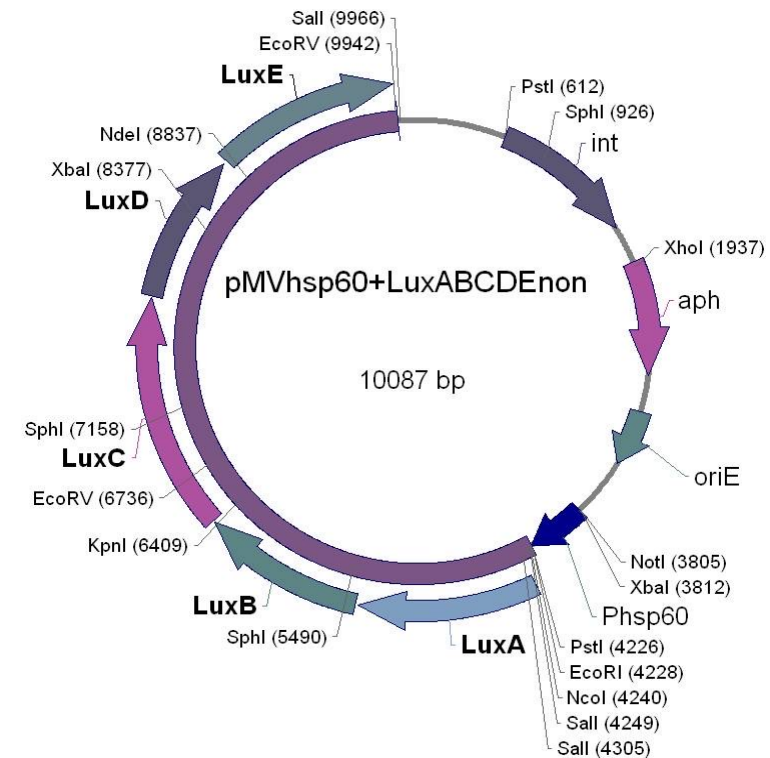 SalI (9966)
EcoRV (9942)
LuxE
PstI (612)
SphI (926)
int
NdeI (8837)
XbaI (8377)
LuxD
XhoI (1937)
pMVhsp60+LuxABCDEnon
aph
10087 bp
SphI (7158)
LuxC
oriE
EcoRV (6736)
KpnI (6409)
NotI (3805)
XbaI (3812)
LuxB
Phsp60
SphI (5490)
LuxA
PstI (4226)
EcoRI (4228)
NcoI (4240)
SalI (4249)
SalI (4305)